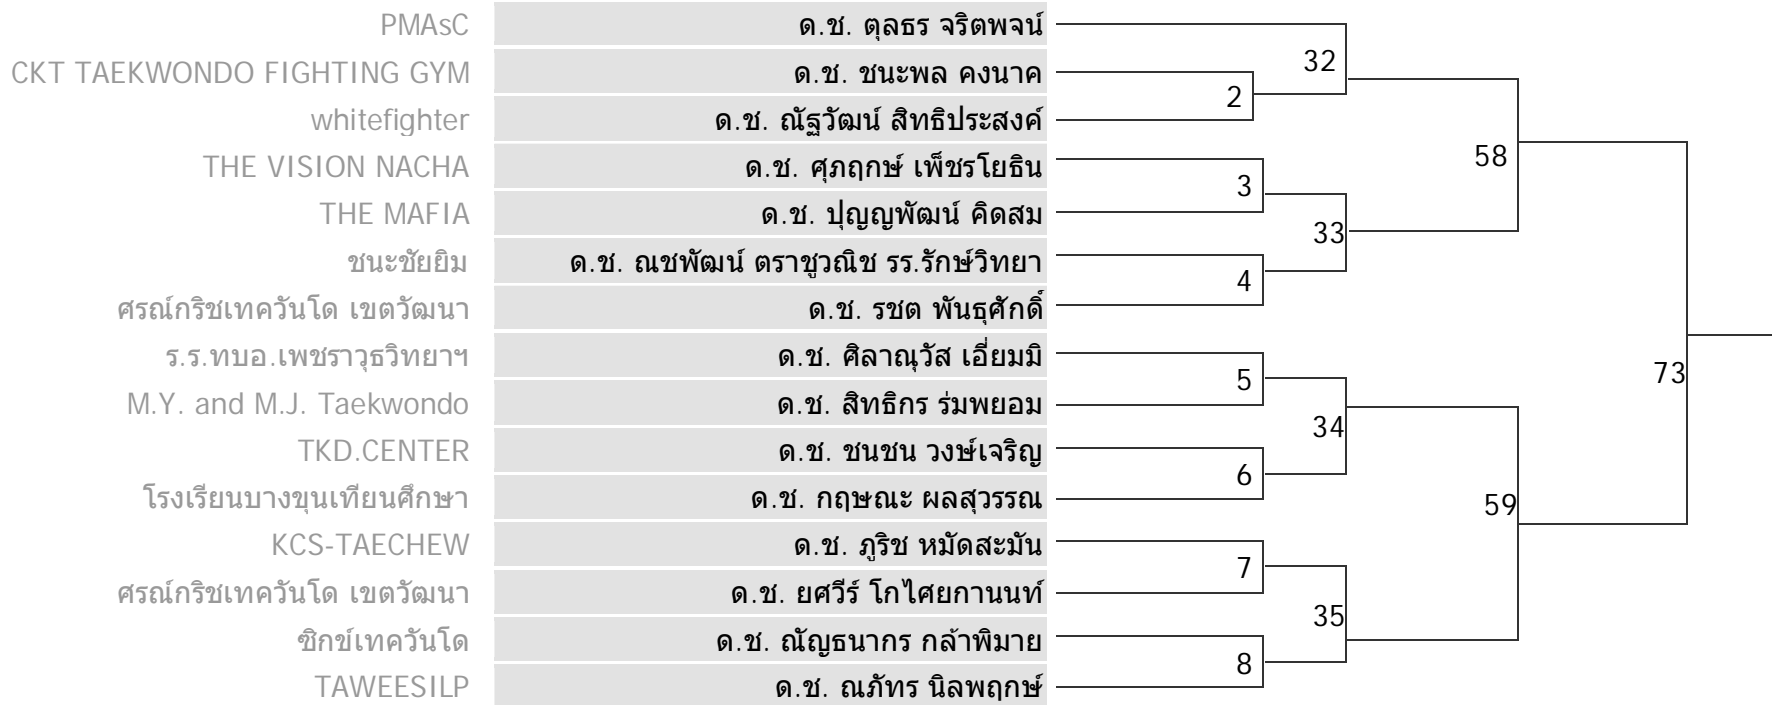 PMAsC ด.ช. ตุลธร จริตพจน์
CKT TAEKWONDO FIGHTING GYM ด.ช. ชนะพล คงนาค
whitefighter ด.ช. ณัฐวัฒน์ สิทธิประสงค์
THE VISION NACHA ด.ช. ศุภฤกษ์ เพ็ชรโยธิน
THE MAFIA ด.ช. ปุญญพัฒน์ คิดสม
ชนะชัยยิม ด.ช. ณชพัฒน์ ตราชูวณิช รร.รักษ์วิทยา
ศรณ์กริชเทควันโด เขตวัฒนา ด.ช. รชต พันธุศักดิ์
ร.ร.ทบอ.เพชราวุธวิทยาฯ ด.ช. ศิลาณุวัส เอี่ยมมิ
M.Y. and M.J. Taekwondo ด.ช. สิทธิกร ร่มพยอม
TKD.CENTER ด.ช. ชนชน วงษ์เจริญ
โรงเรียนบางขุนเทียนศึกษา ด.ช. กฤษณะ ผลสุวรรณ
KCS-TAECHEW ด.ช. ภูริช หมัดสะมัน
ศรณ์กริชเทควันโด เขตวัฒนา ด.ช. ยศวีร์ โกไศยกานนท์
ซิกข์เทควันโด ด.ช. ณัญธนากร กล้าพิมาย
TAWEESILP ด.ช. ณภัทร นิลพฤกษ์
2
3
4
5
6
7
8
32
33
34
35
58
59
73